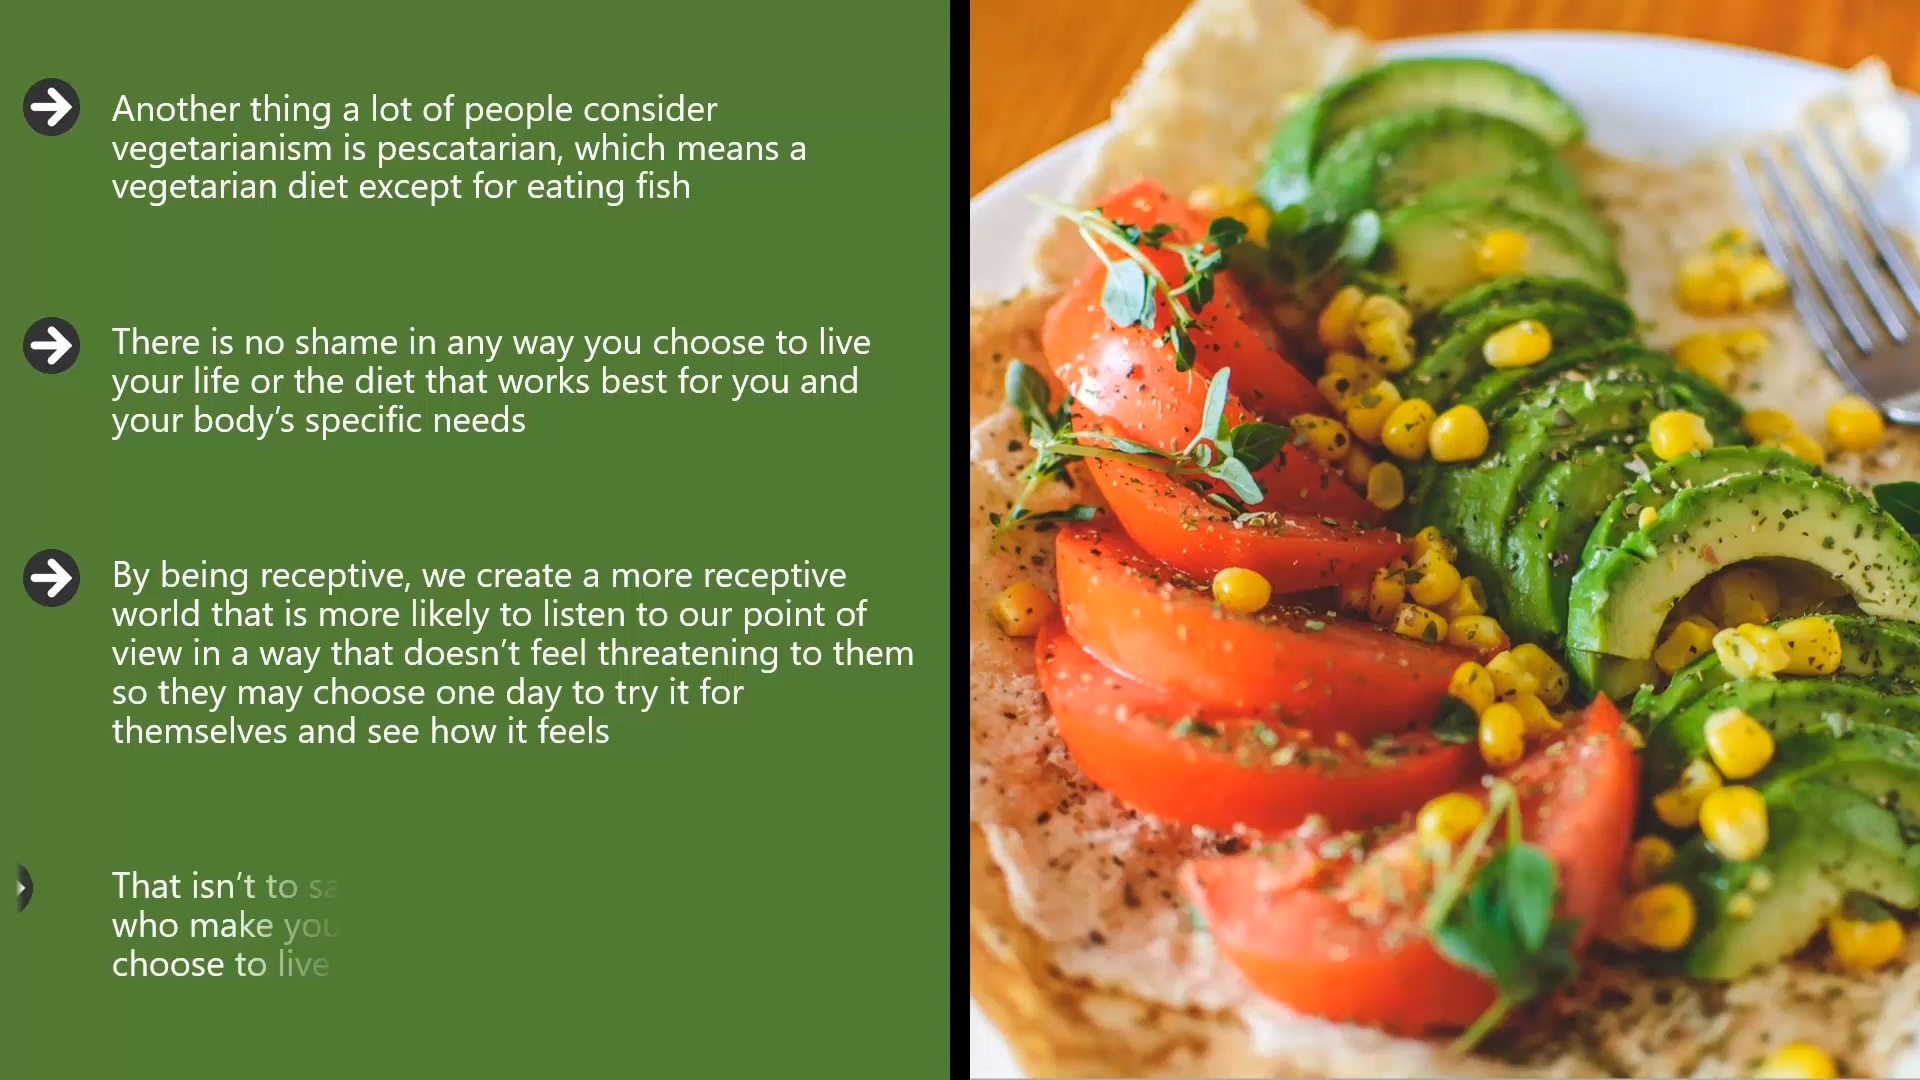 Another thing a lot of people consider
vegetarianism is pescatarian, which means a
vegetarian diet except for eating fish
There is no shame in any way you choose to live
your life or the diet that works best for you and
your body’s specific needs
By being receptive, we create a more receptive
world that is more likely to listen to our point of
view in a way that doesn’t feel threatening to them
so they may choose one day to try it for
themselves and see how it feels
That isn’t to
who make you
choose to live